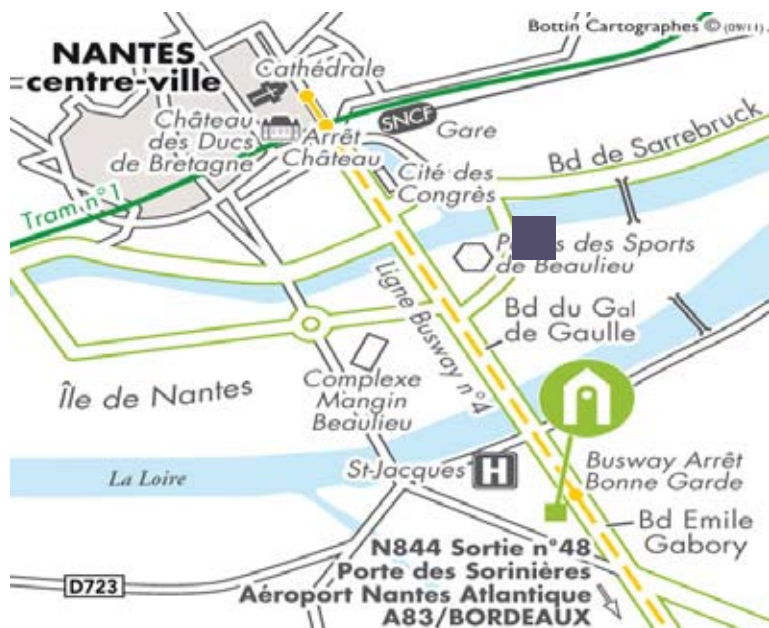 Bottin Cartographes © (09/11)
NANTES
centre-ville
Cathédrale
SNCF
Gare
Château
des Ducs
de Bretagne
Arrêt
Château
Cité des
Congrès
Bd de Sarrebruck
Tram n°1
des Sports
de Beaulieu
Ligne Busway n°4
Bd du Gal
de Gaulle
Île de Nantes
Complexe
Mangin
Beaulieu
La Loire
St-Jacques
H
Busway Arrêt
Bonne Garde
Bd Emile
Gabory
N844 Sortie n°48
Porte des Sorinières
Aéroport Nantes Atlantique
A83/BORDEAUX
D723